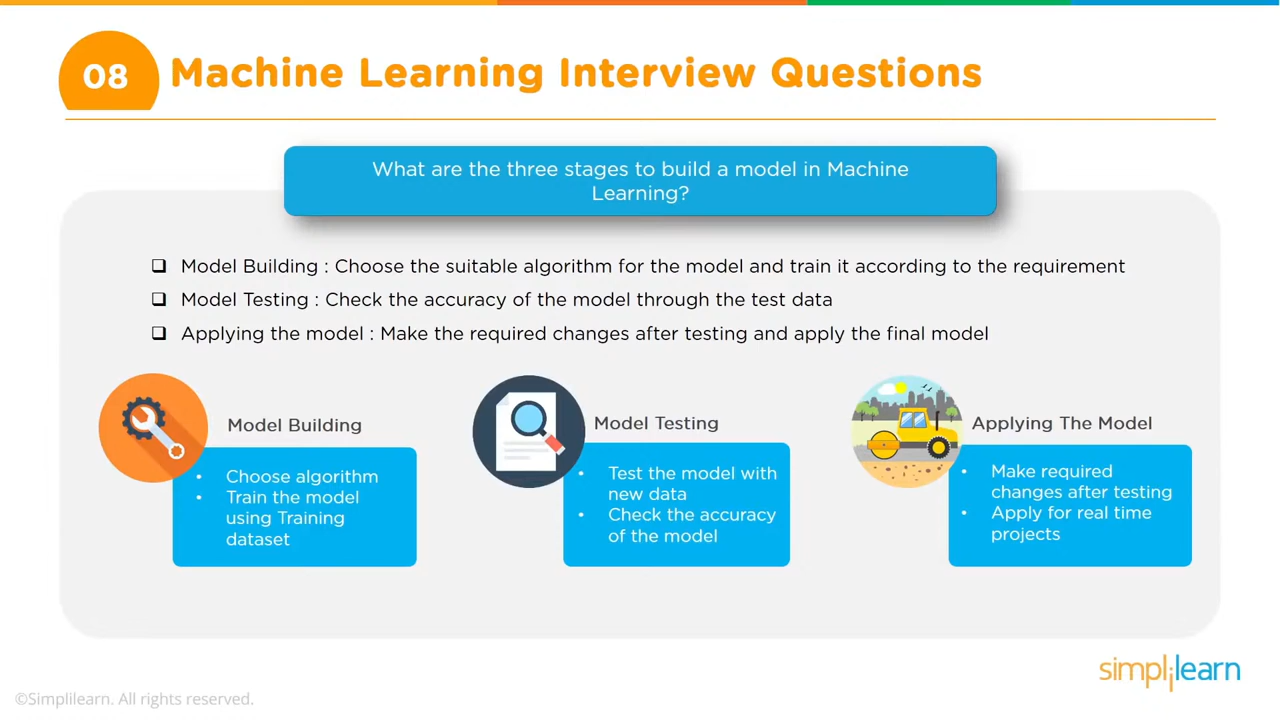 08
Machine Learning Interview Questions
What are the three stages to build a model in Machine
Learning?
❑ Model Building : Choose the suitable algorithm for the model and train it according to the requirement
❑ Model Testing : Check the accuracy of the model through the test data
❑ Applying the model : Make the required changes after testing and apply the final model
Model Building
• Choose algorithm
• Train the model
using Training
dataset
Model Testing
• Test the model with
new data
• Check the accuracy
of the model
Applying The Model
• Make required
changes after testing
• Apply for real time
projects
simplilearn
©Simplilearn. All rights reserved.